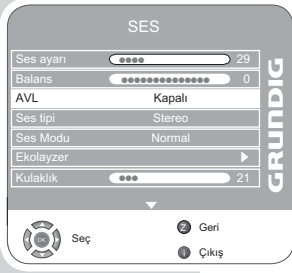 SES
Ses ayarı 29
Balans 0
AVL Kapalı
Ses tipi Stereo
Ses Modu Normal
Ekolayzer
Kulaklık 21
GRUNDIG
OK
Seç
Z Geri
i Çıkış